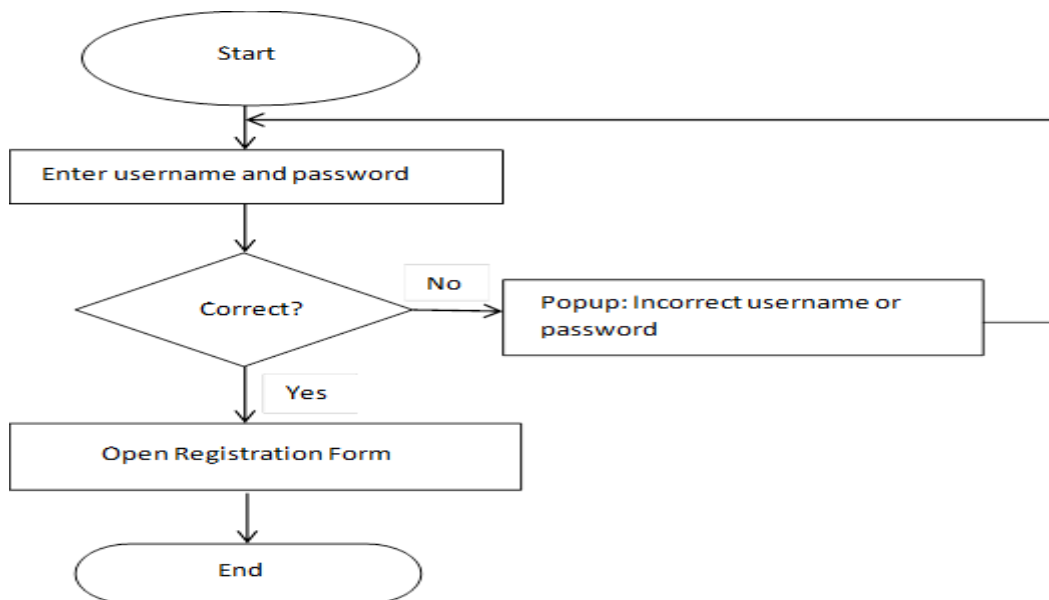 Start
Enter username and password
Correct?
No
Popup: Incorrect username or
password
Yes
Open Registration Form
End